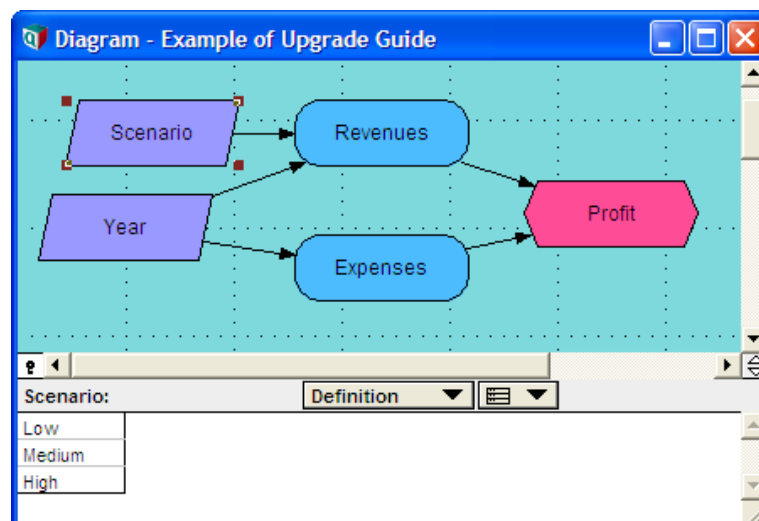 Diagram - Example of Upgrade Guide
Scenario
Revenues
Profit
Year
Expenses
Scenario:
Definition
Low
Medium
High